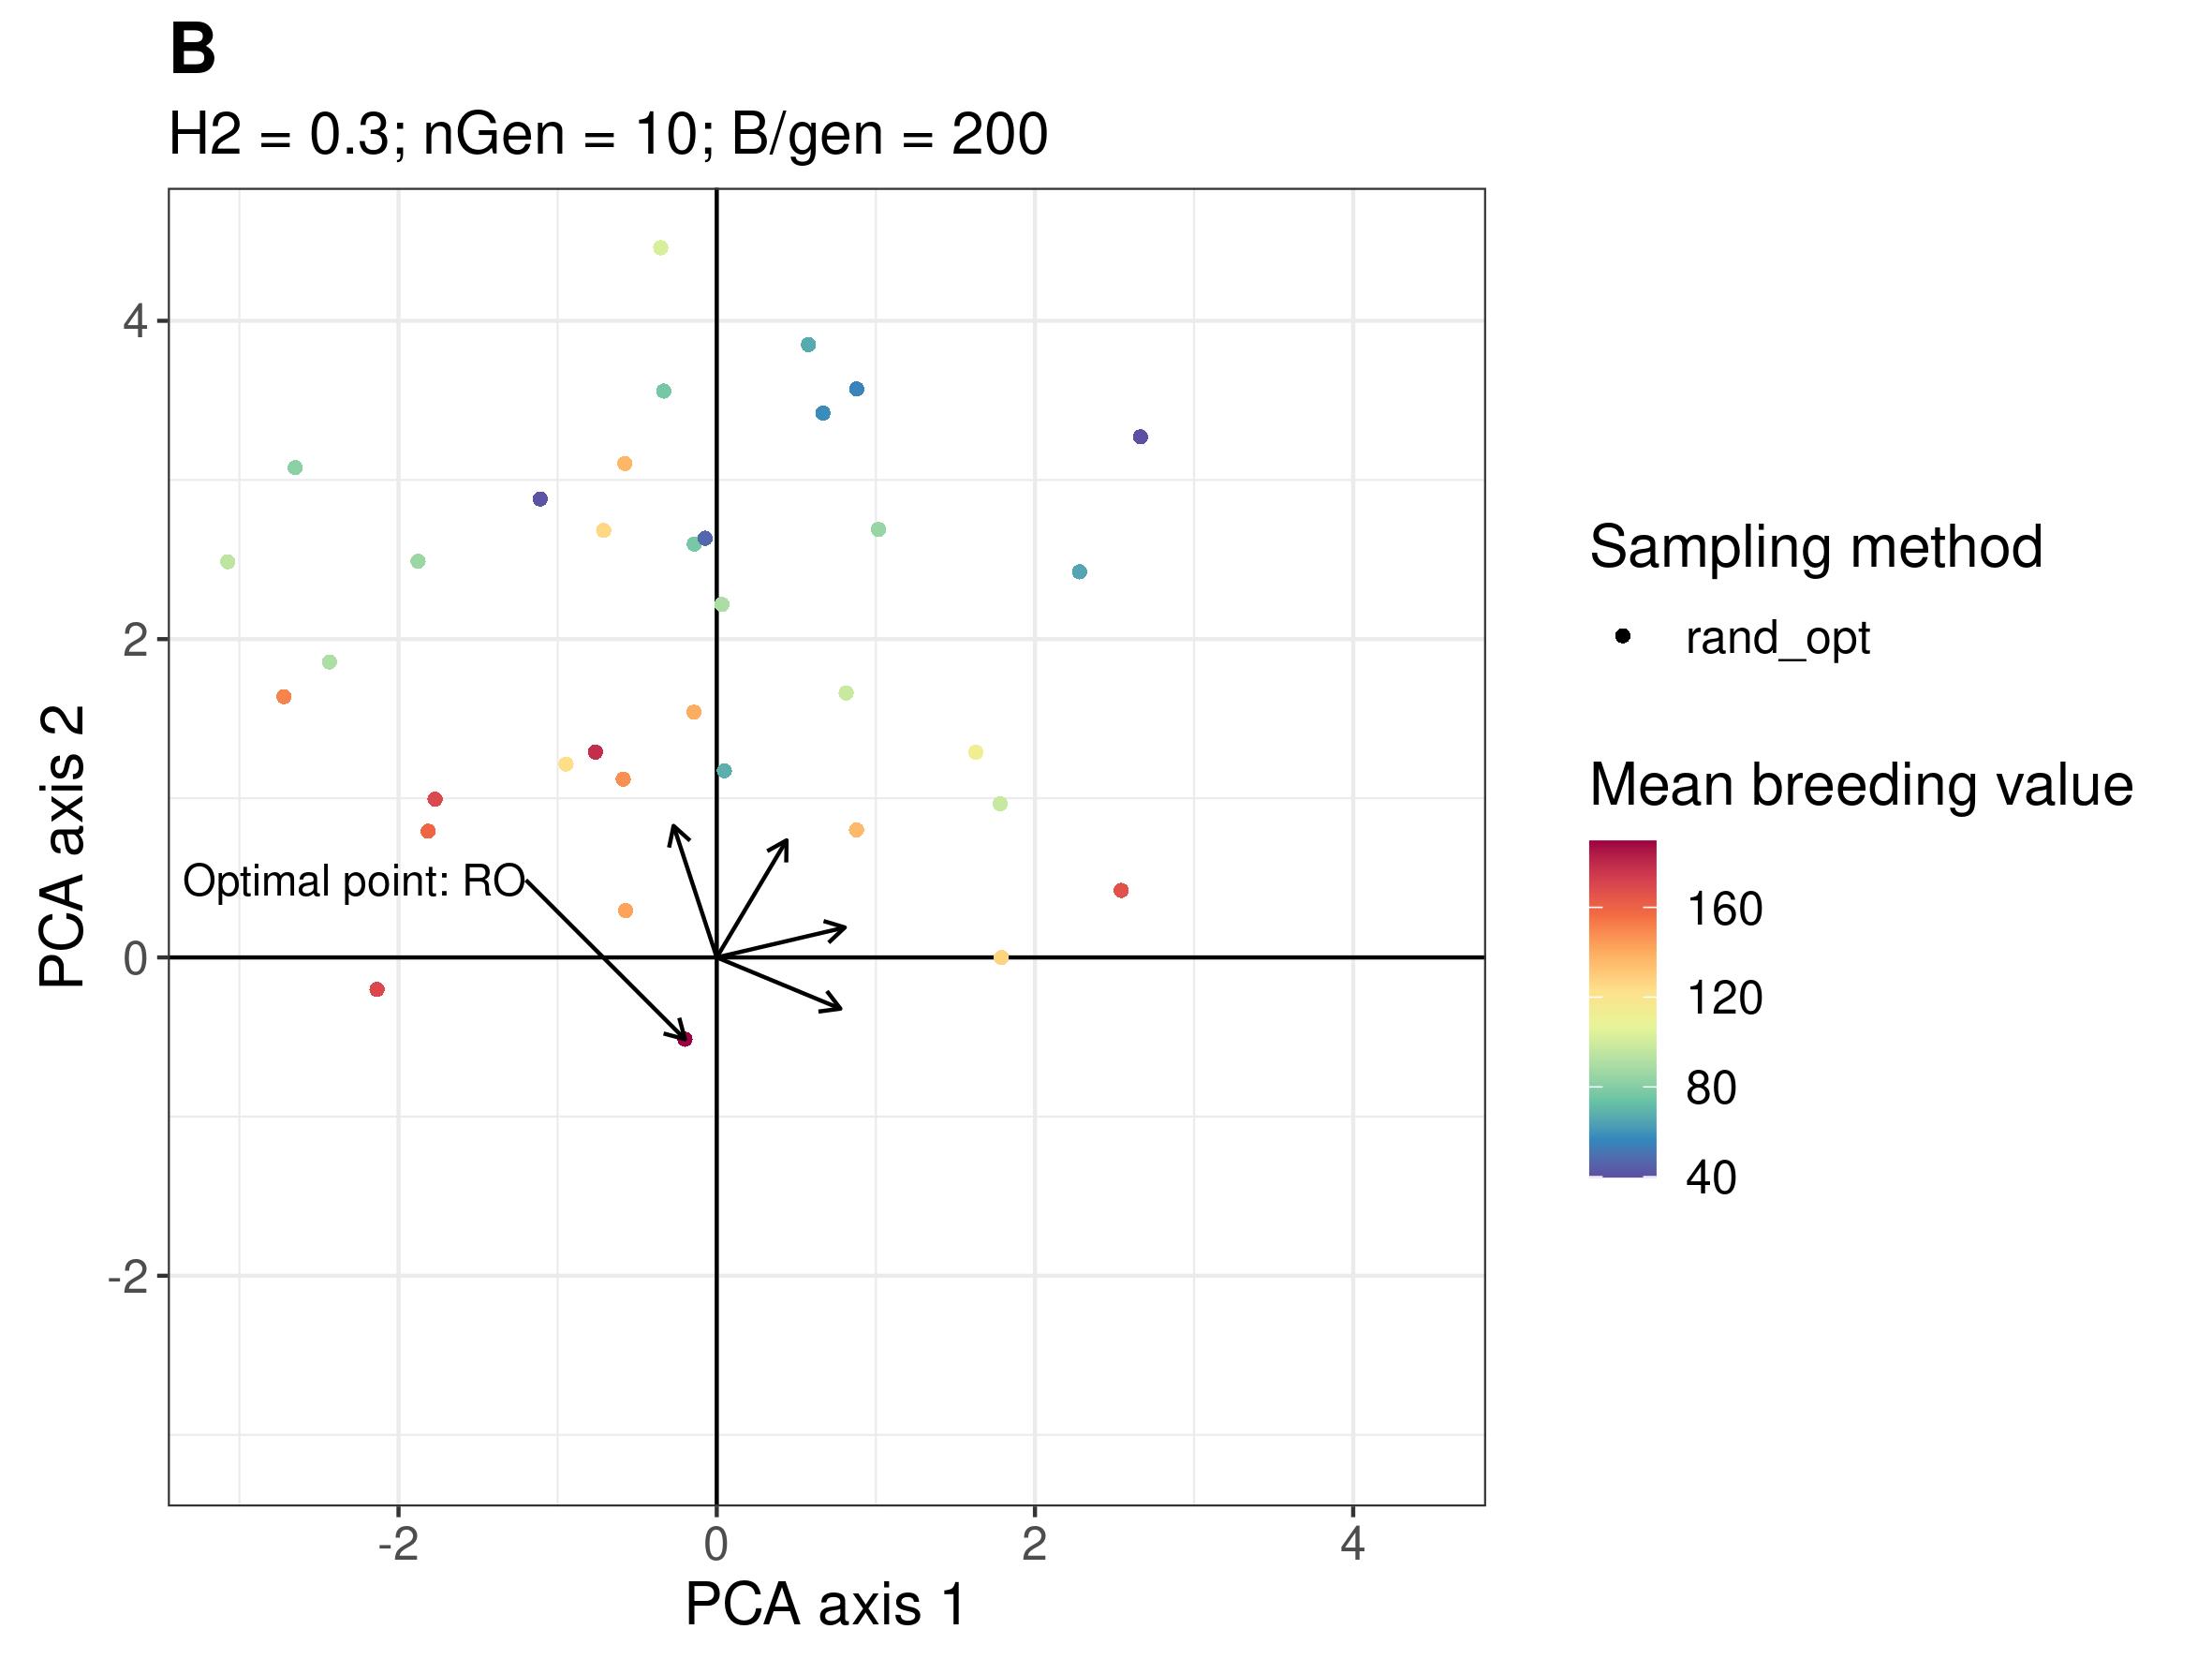 B
H2 = 0.3; nGen = 10; B/gen = 200
4
2
0
-2
PCA axis 2
Optimal point: RO
-2
0
2
4
PCA axis 1
Sampling method
rand_opt
Mean breeding value
160
120
80
40